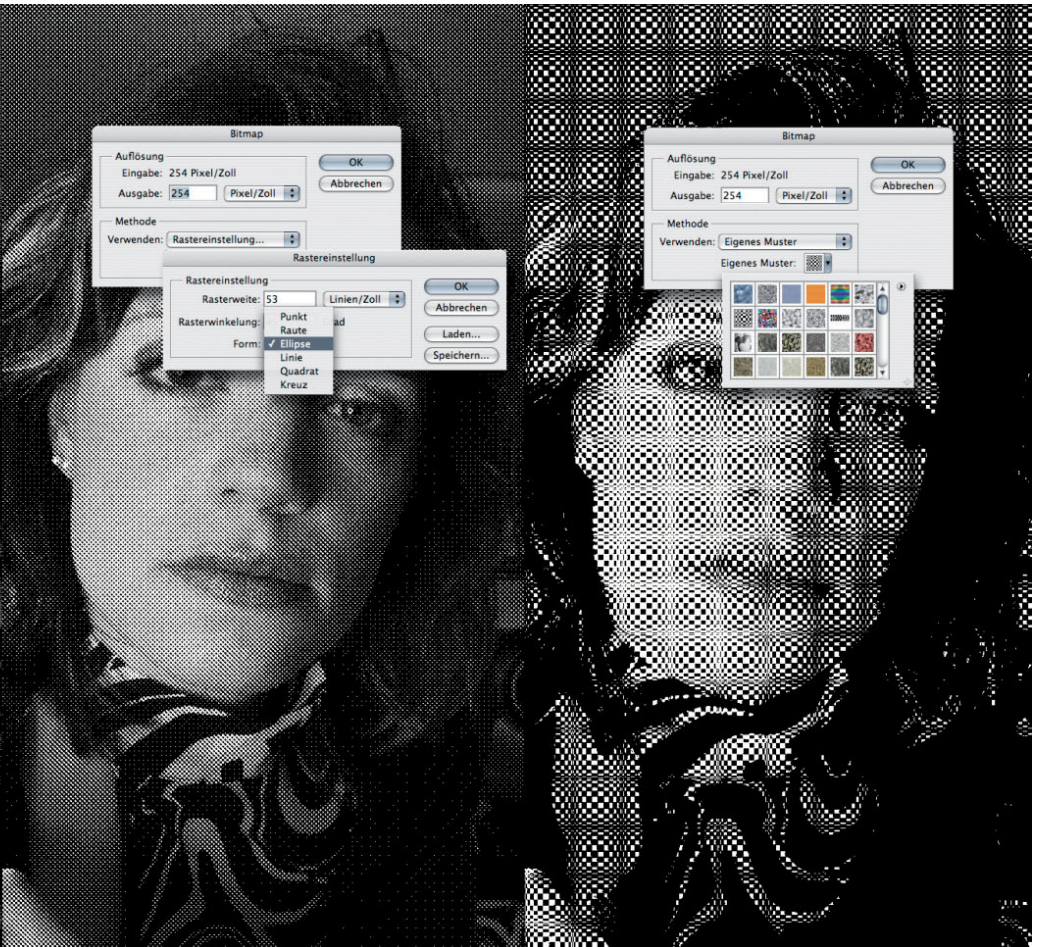 Bitmap
Auflösung
Eingabe: 254 Pixel/Zoll
Ausgabe: 254 Pixel/Zoll
OK
Abbrechen
Methode
Verwenden: Rastereinstellung...
Rastereinstellung
Rastereinstellung
Rasterweite: 53 Linien/Zoll
Rasterwinkelung:
Form:
Punkt
Raute
✓ Ellipse
Linie
Quadrat
Kreuz
OK
Abbrechen
Laden...
Speichern...
Bitmap
Auflösung
Eingabe: 254 Pixel/Zoll
Ausgabe: 254 Pixel/Zoll
OK
Abbrechen
Methode
Verwenden: Eigenes Muster
Eigenes Muster: